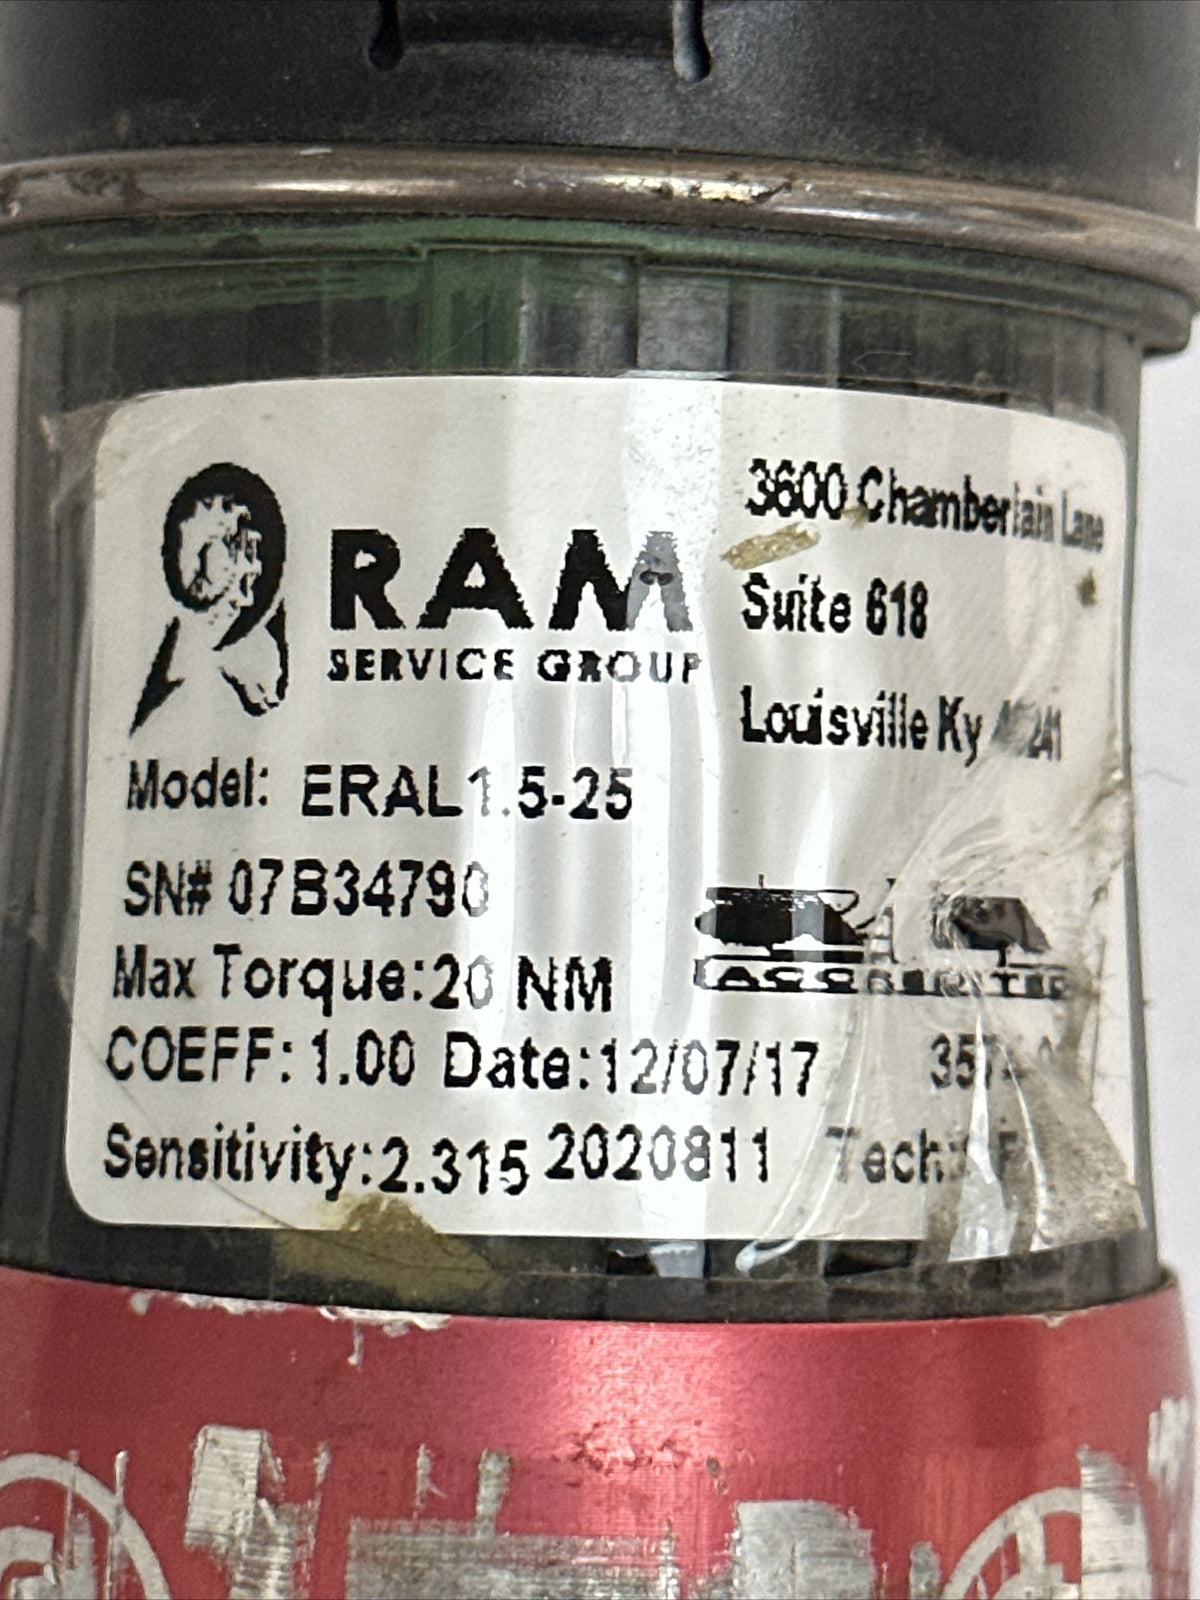 RAM
SERVICE GROUP
3600 Chamberlain Lane
Suite 618
Louisville Ky
Model: ERAL1.5-25
SN# 07B34790
Max Torque:20 NM
COEFF: 1.00 Date:12/07/17
Sensitivity:2.315 2020811 Tech: